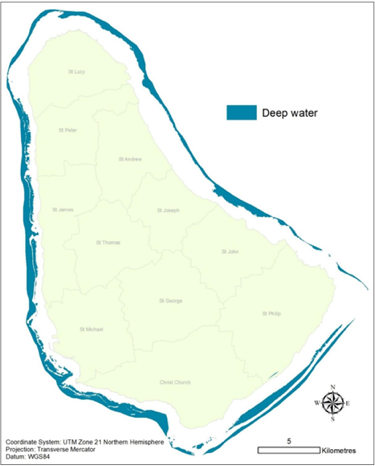 St Lucy
Deep water
St Peter
St Andrew
St James
St Joseph
St Thomas
St John
St George
St Philip
St Michael
Christ Church
N
W E
S
5
Kilometres
Coordinate System: UTM Zone 21 Northern Hemisphere
Projection: Transverse Mercator
Datum: WGS84